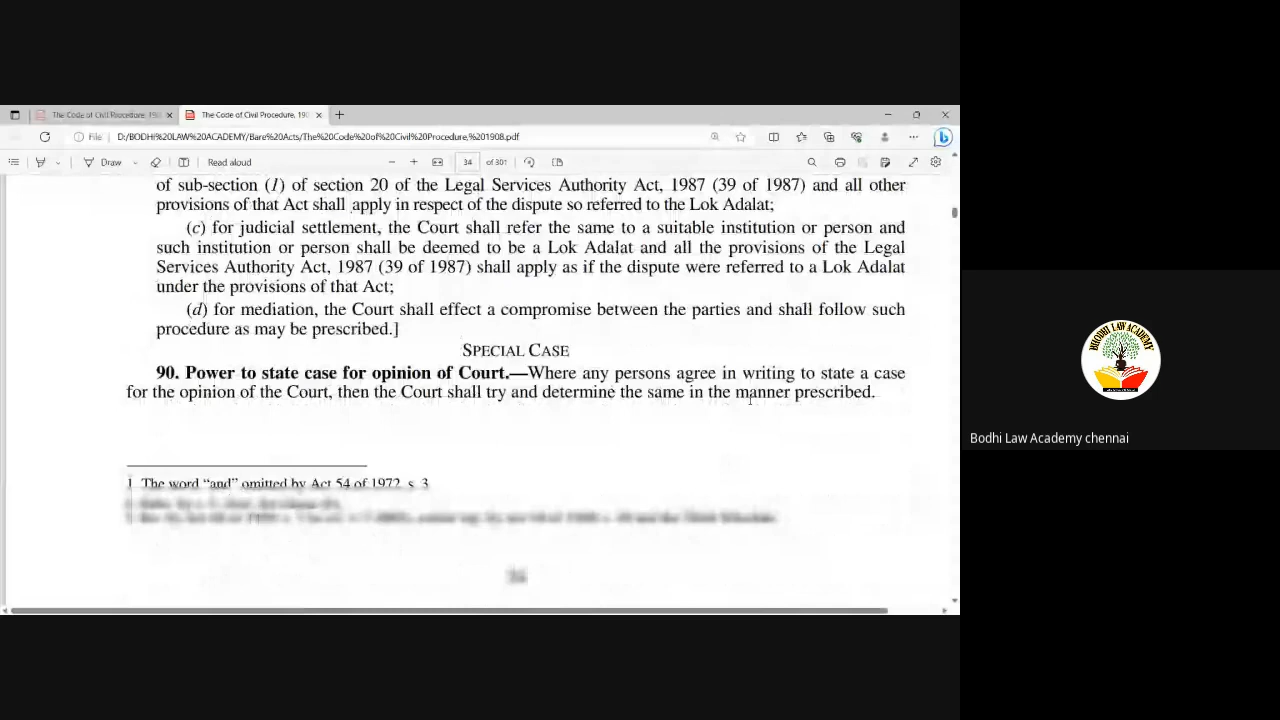 The Code of Civil Procedure, 190
The Code of Civil Procedure, 190
File
D:/BODHI%20LAW%20ACADEMY/Bare%20Acts/The%20Code%20of%20Civil%20Procedure,%201908.pdf
Draw
Read aloud
34 of 301
of sub-section (1) of section 20 of the Legal Services Authority Act, 1987 (39 of 1987) and all other
provisions of that Act shall apply in respect of the dispute so referred to the Lok Adalat;
(c) for judicial settlement, the Court shall refer the same to a suitable institution or person and
such institution or person shall be deemed to be a Lok Adalat and all the provisions of the Legal
Services Authority Act, 1987 (39 of 1987) shall apply as if the dispute were referred to a Lok Adalat
under the provisions of that Act;
(d) for mediation, the Court shall effect a compromise between the parties and shall follow such
procedure as may be prescribed.]
SPECIAL CASE
90. Power to state case for opinion of Court.—Where any persons agree in writing to state a case
for the opinion of the Court, then the Court shall try and determine the same in the manner prescribed.
1. The word “and” omitted by Act 54 of 1972, s. 3
BHODHI LAW ACADEMY
Bodhi Law Academy chennai